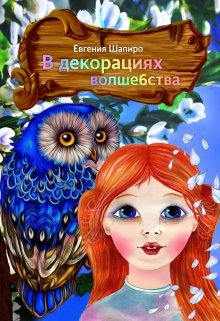 Евгения Шапиро
В декорациях
волшебства